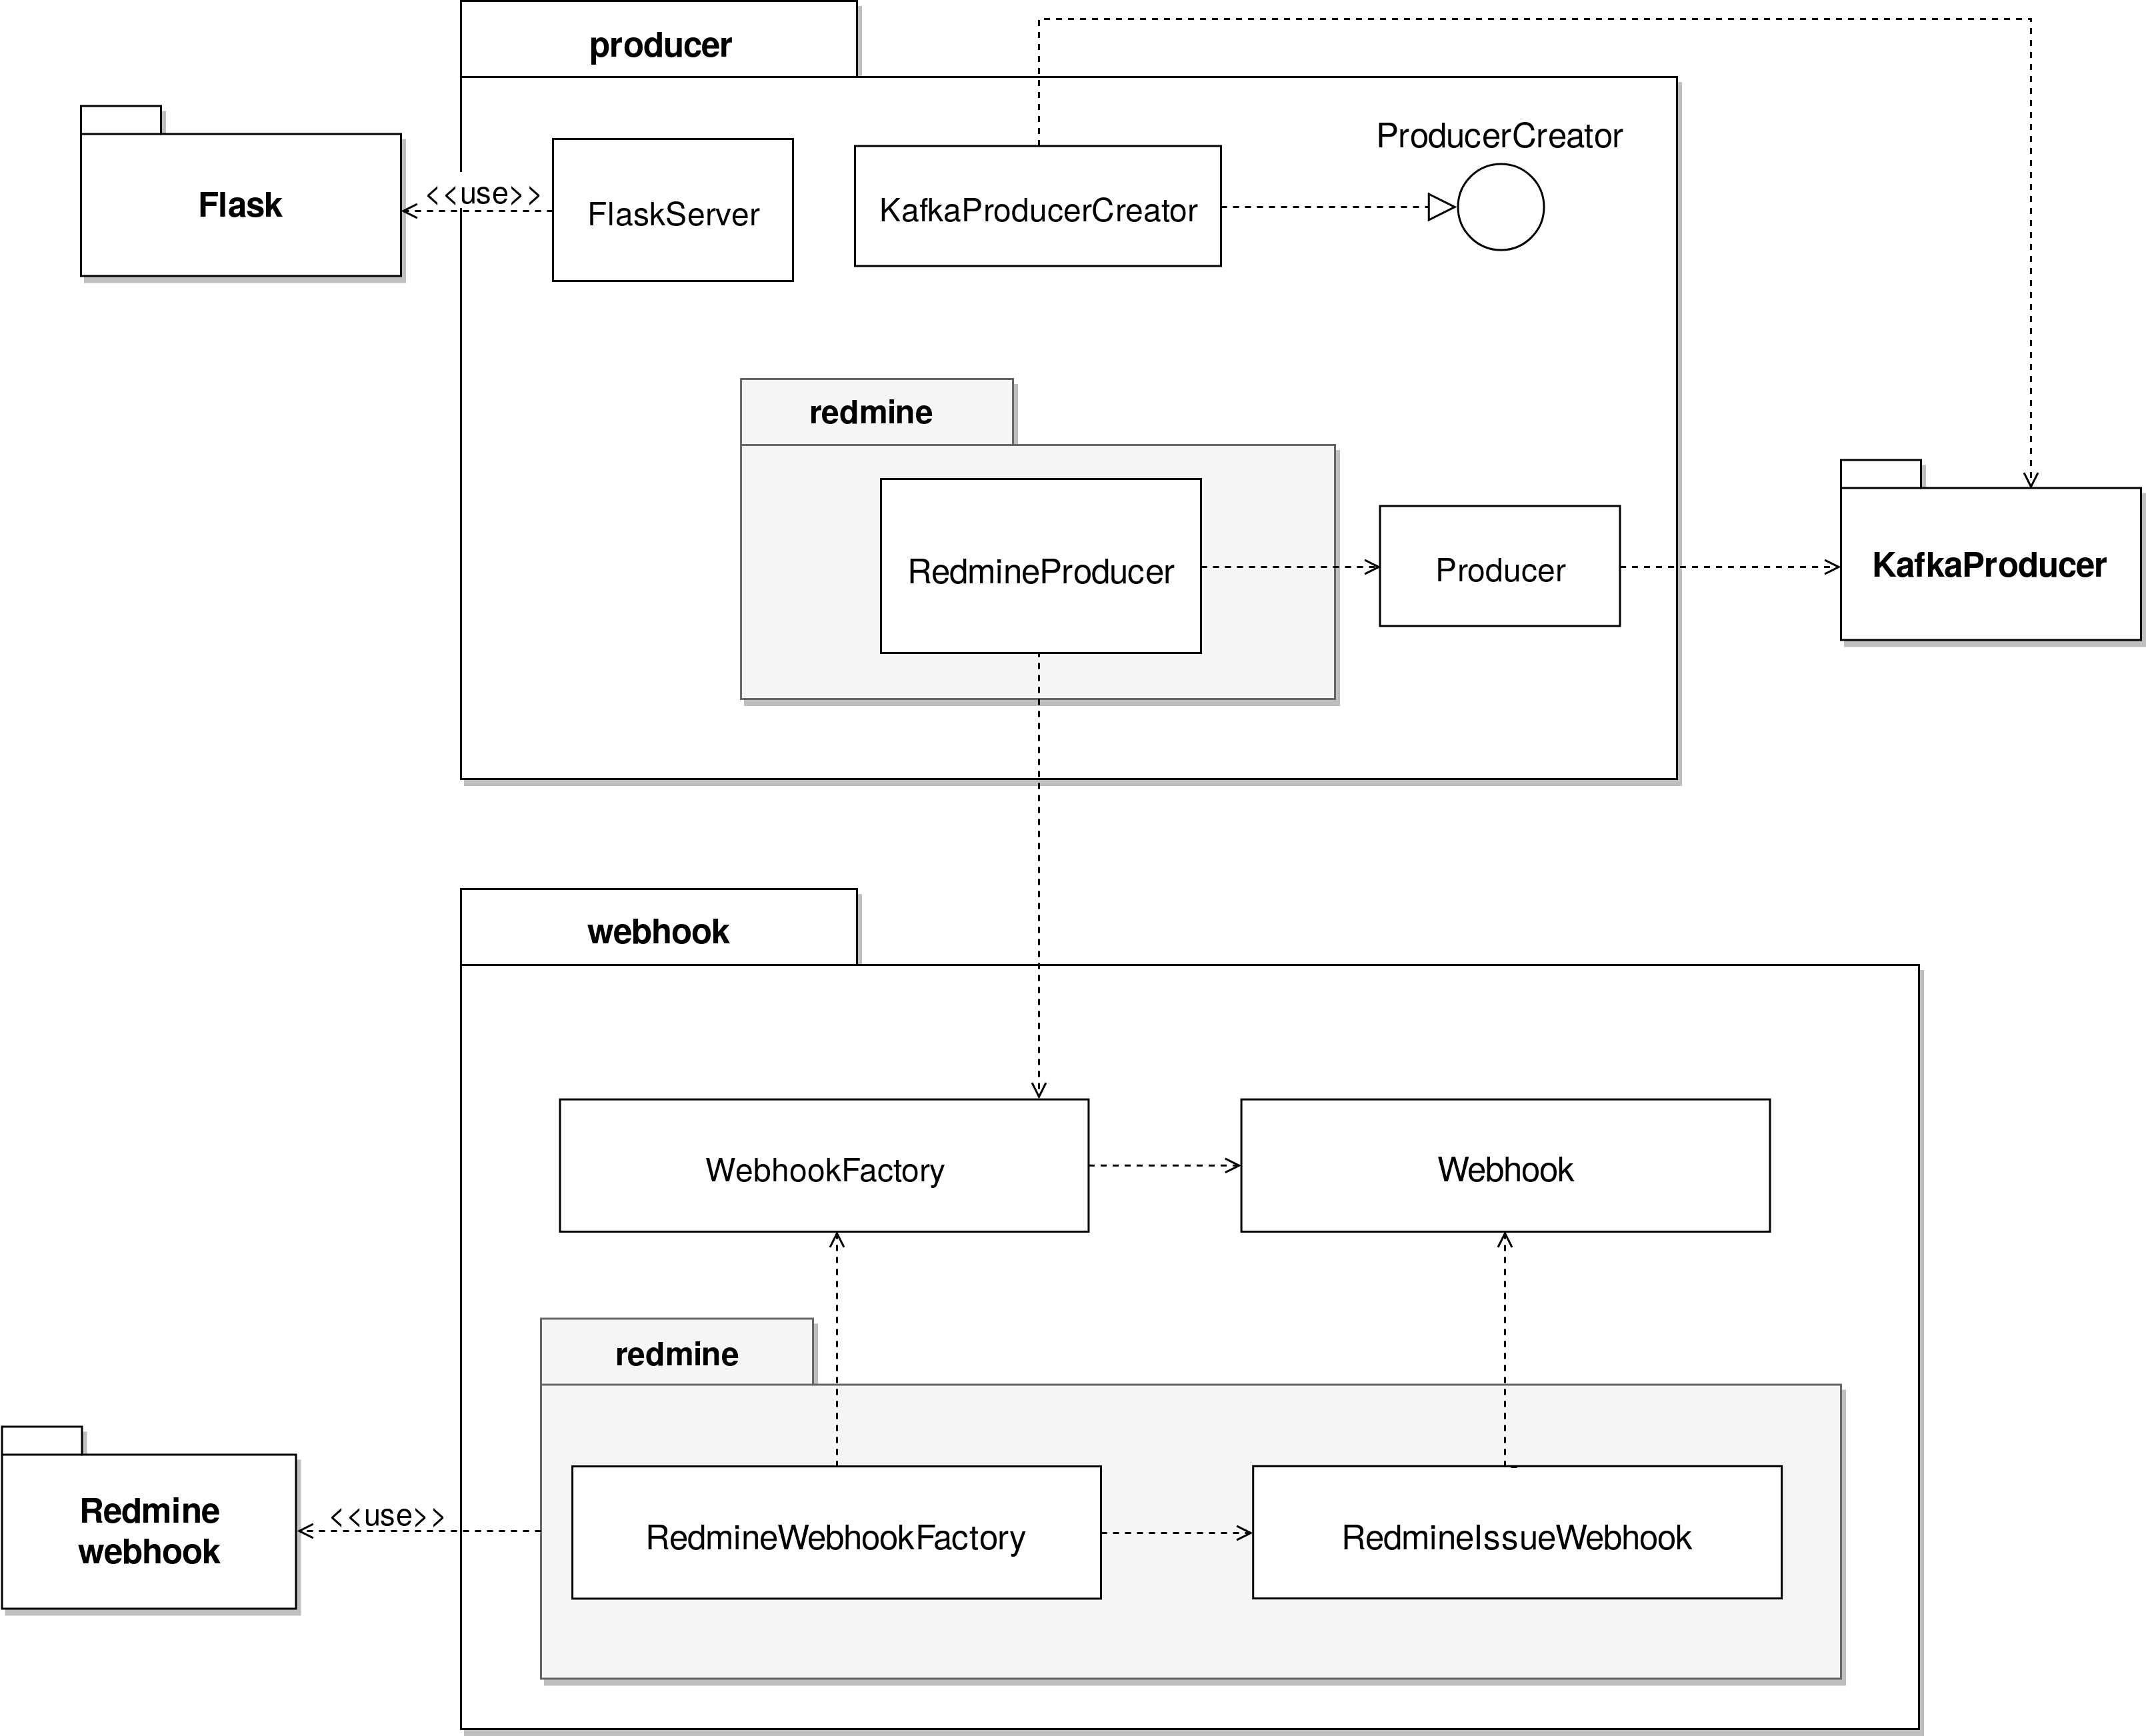 producer
ProducerCreator
Flask
<<use>>
FlaskServer
KafkaProducerCreator
redmine
RedmineProducer
Producer
KafkaProducer
webhook
WebhookFactory
Webhook
redmine
Redmine
webhook
<<use>>
RedmineWebhookFactory
RedmineIssueWebhook